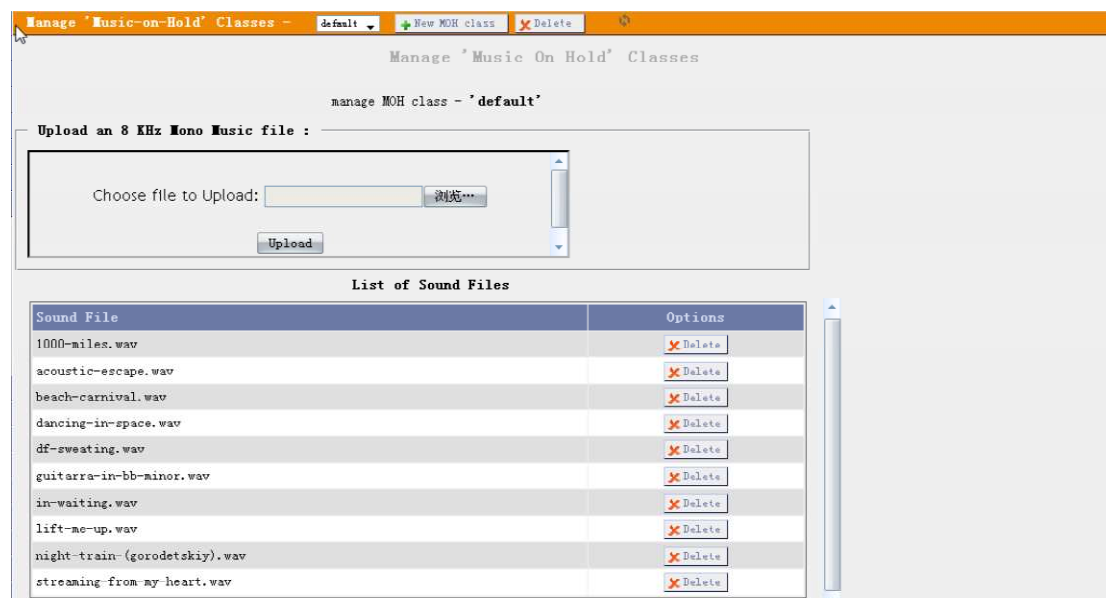 Manage 'Music-on-Hold' Classes - default New MOH class Delete
Manage 'Music On Hold' Classes
manage MOH class - 'default'
Upload an 8 KHz Mono Music file :
Choose file to Upload: 浏览…
Upload
List of Sound Files
Sound File Options
1000-miles.wav Delete
acoustic-escape.wav Delete
beach-carnival.wav Delete
dancing-in-space.wav Delete
df-sweating.wav Delete
guitarra-in-bb-minor.wav Delete
in-waiting.wav Delete
lift-me-up.wav Delete
night-train-(gorodetskiy).wav Delete
streaming-from-my-heart.wav Delete